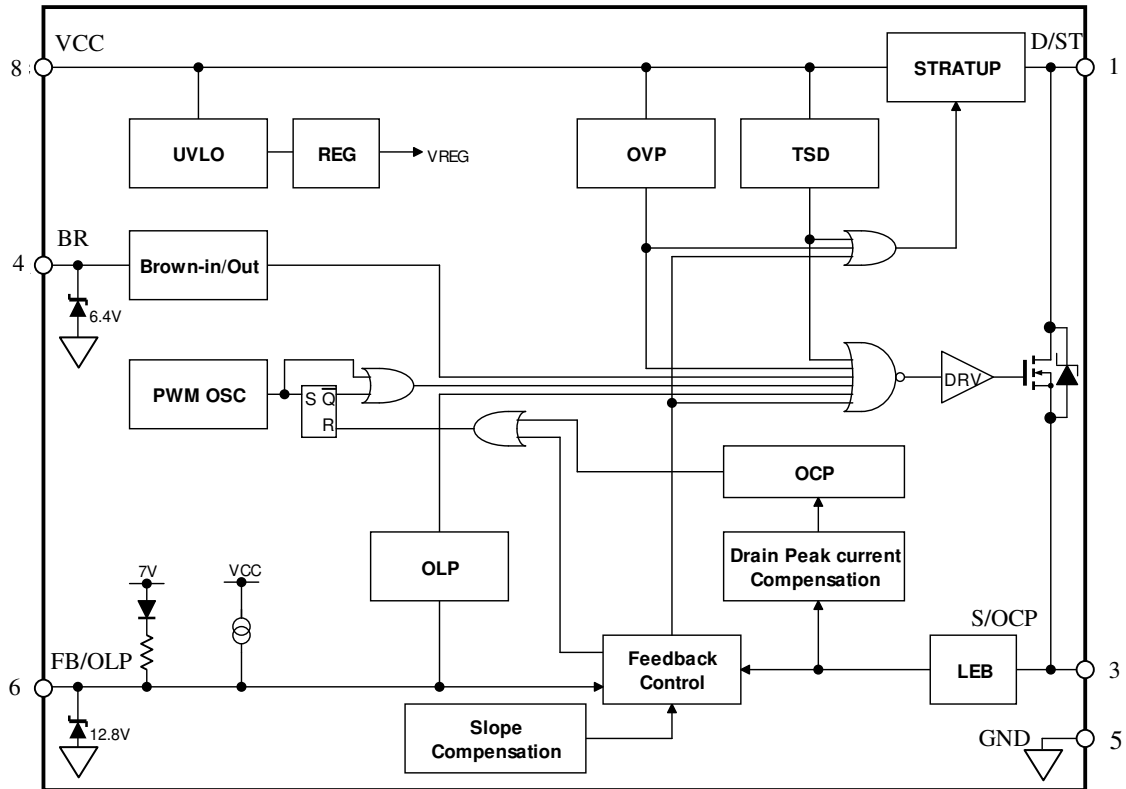 VCC
D/ST
8
1
STRATUP
UVLO
REG
VREG
OVP
TSD
BR
4
Brown-in/Out
6.4V
PWM OSC
S Q
R
DRV
OCP
Drain Peak current
Compensation
7V
VCC
OLP
S/OCP
FB/OLP
6
Feedback
Control
LEB
3
12.8V
Slope
Compensation
GND
5